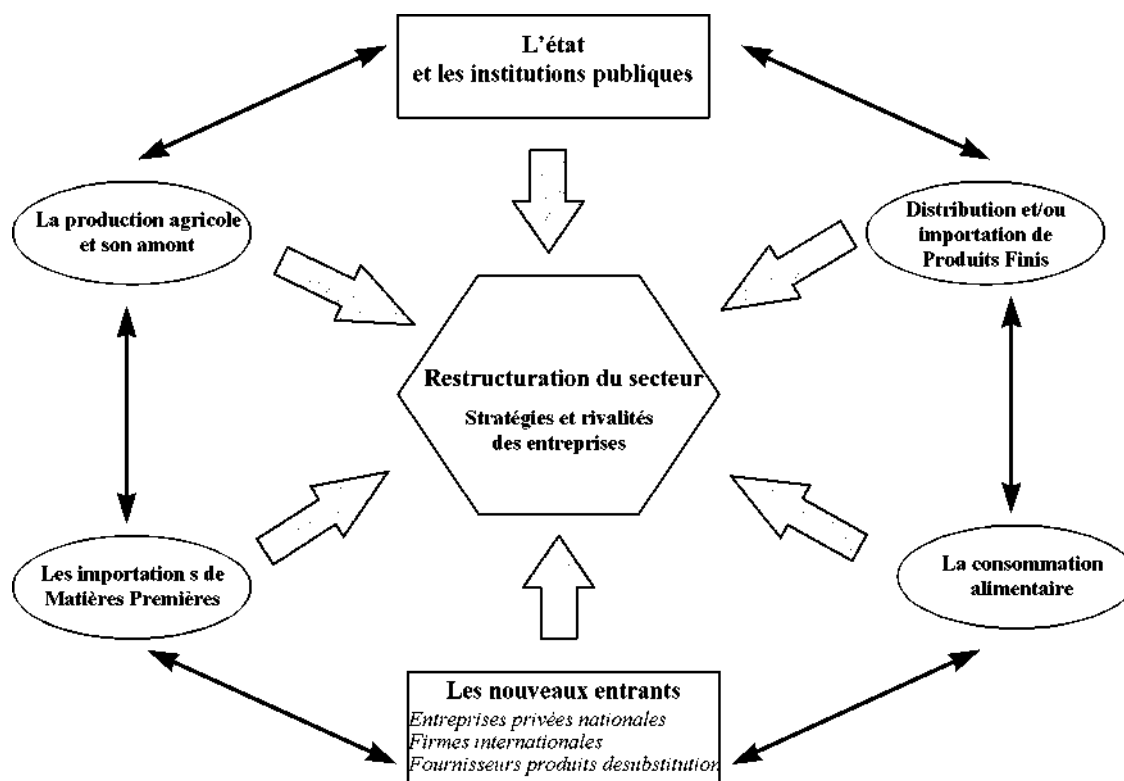 L'état
et les institutions publiques
La production agricole
et son amont
Distribution et/ou
importation de
Produits Finis
Restructuration du secteur
Stratégies et rivalités
des entreprises
Les importation s de
Matières Premières
La consommation
alimentaire
Les nouveaux entrants
Entreprises privées nationales
Firmes internationales
Fournisseurs produits desubstitution